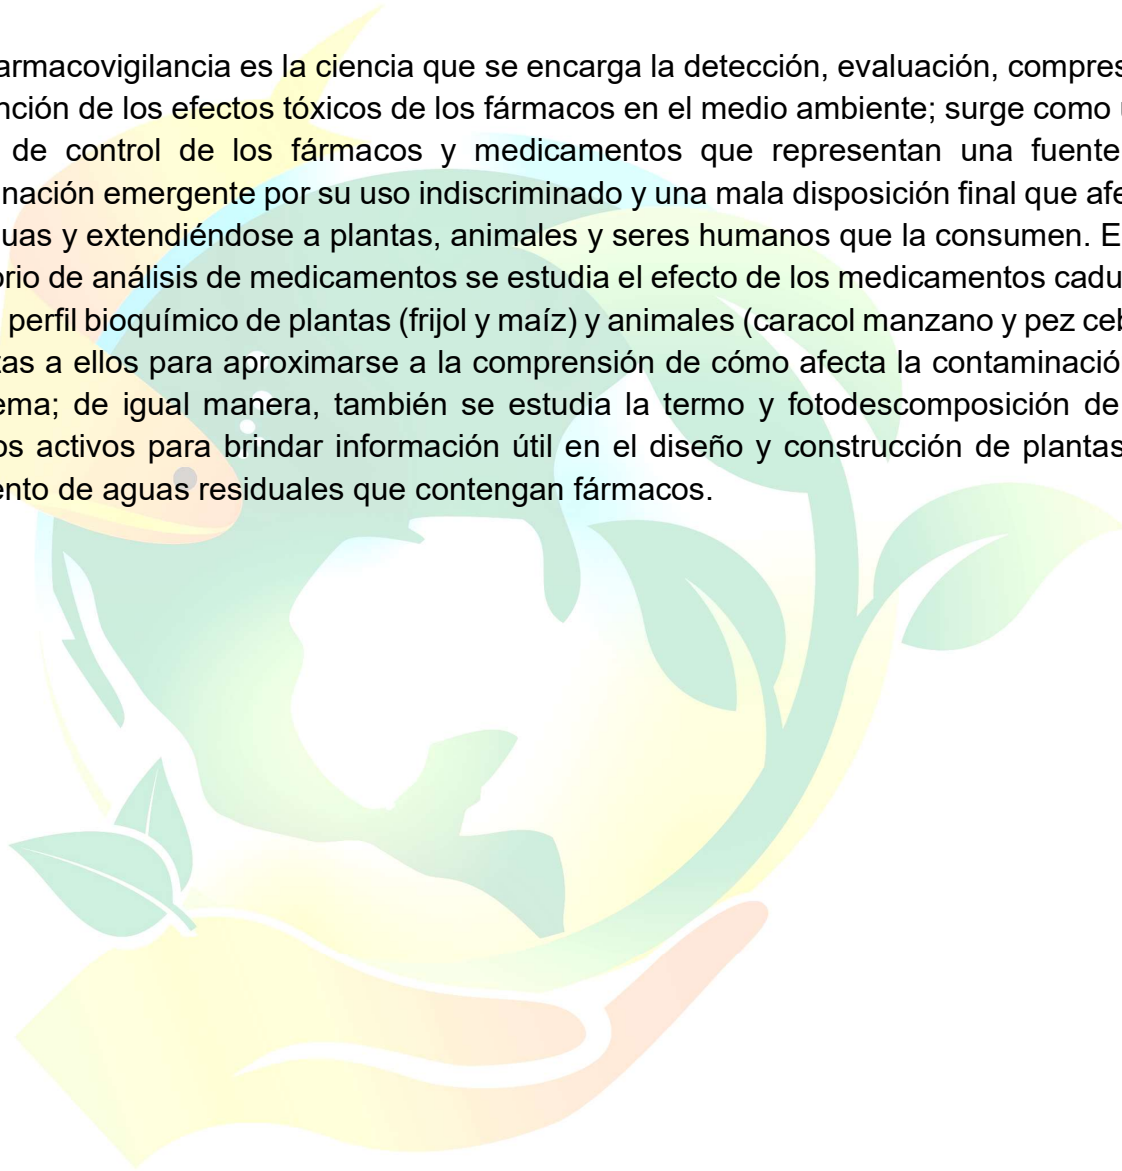 armacovigilancia es la ciencia que se encarga la detección, evaluación, compres
nción de los efectos tóxicos de los fármacos en el medio ambiente; surge como
de control de los fármacos y medicamentos que representan una fuente
nación emergente por su uso indiscriminado y una mala disposición final que afe
uas y extendiéndose a plantas, animales y seres humanos que la consumen. E
orio de análisis de medicamentos se estudia el efecto de los medicamentos cadu
perfil bioquímico de plantas (frijol y maíz) y animales (caracol manzano y pez ceb
tas a ellos para aproximarse a la comprensión de cómo afecta la contaminació
ema; de igual manera, también se estudia la termo y fotodescomposición de
os activos para brindar información útil en el diseño y construcción de plantas
ento de aguas residuales que contengan fármacos.